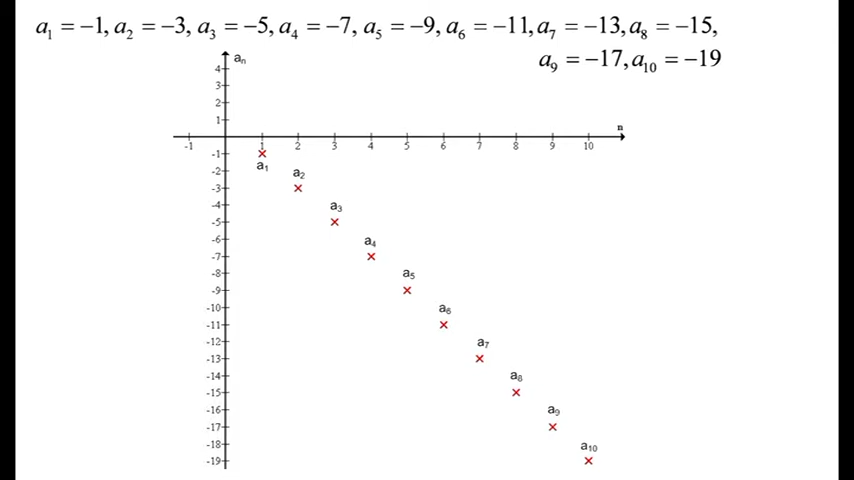 a₁ = −1, a₂ = −3, a₃ = −5, a₄ = −7, a₅ = −9, a₆ = −11, a₇ = −13, a₈ = −15,
a₉ = −17, a₁₀ = −19
aₙ
4
3
2
1
n
-1 1 2 3 4 5 6 7 8 9 10
-1
a₁
-2
a₂
-3
-4
a₃
-5
-6
a₄
-7
-8
a₅
-9
-10
a₆
-11
-12
a₇
-13
-14
a₈
-15
-16
a₉
-17
-18
a₁₀
-19